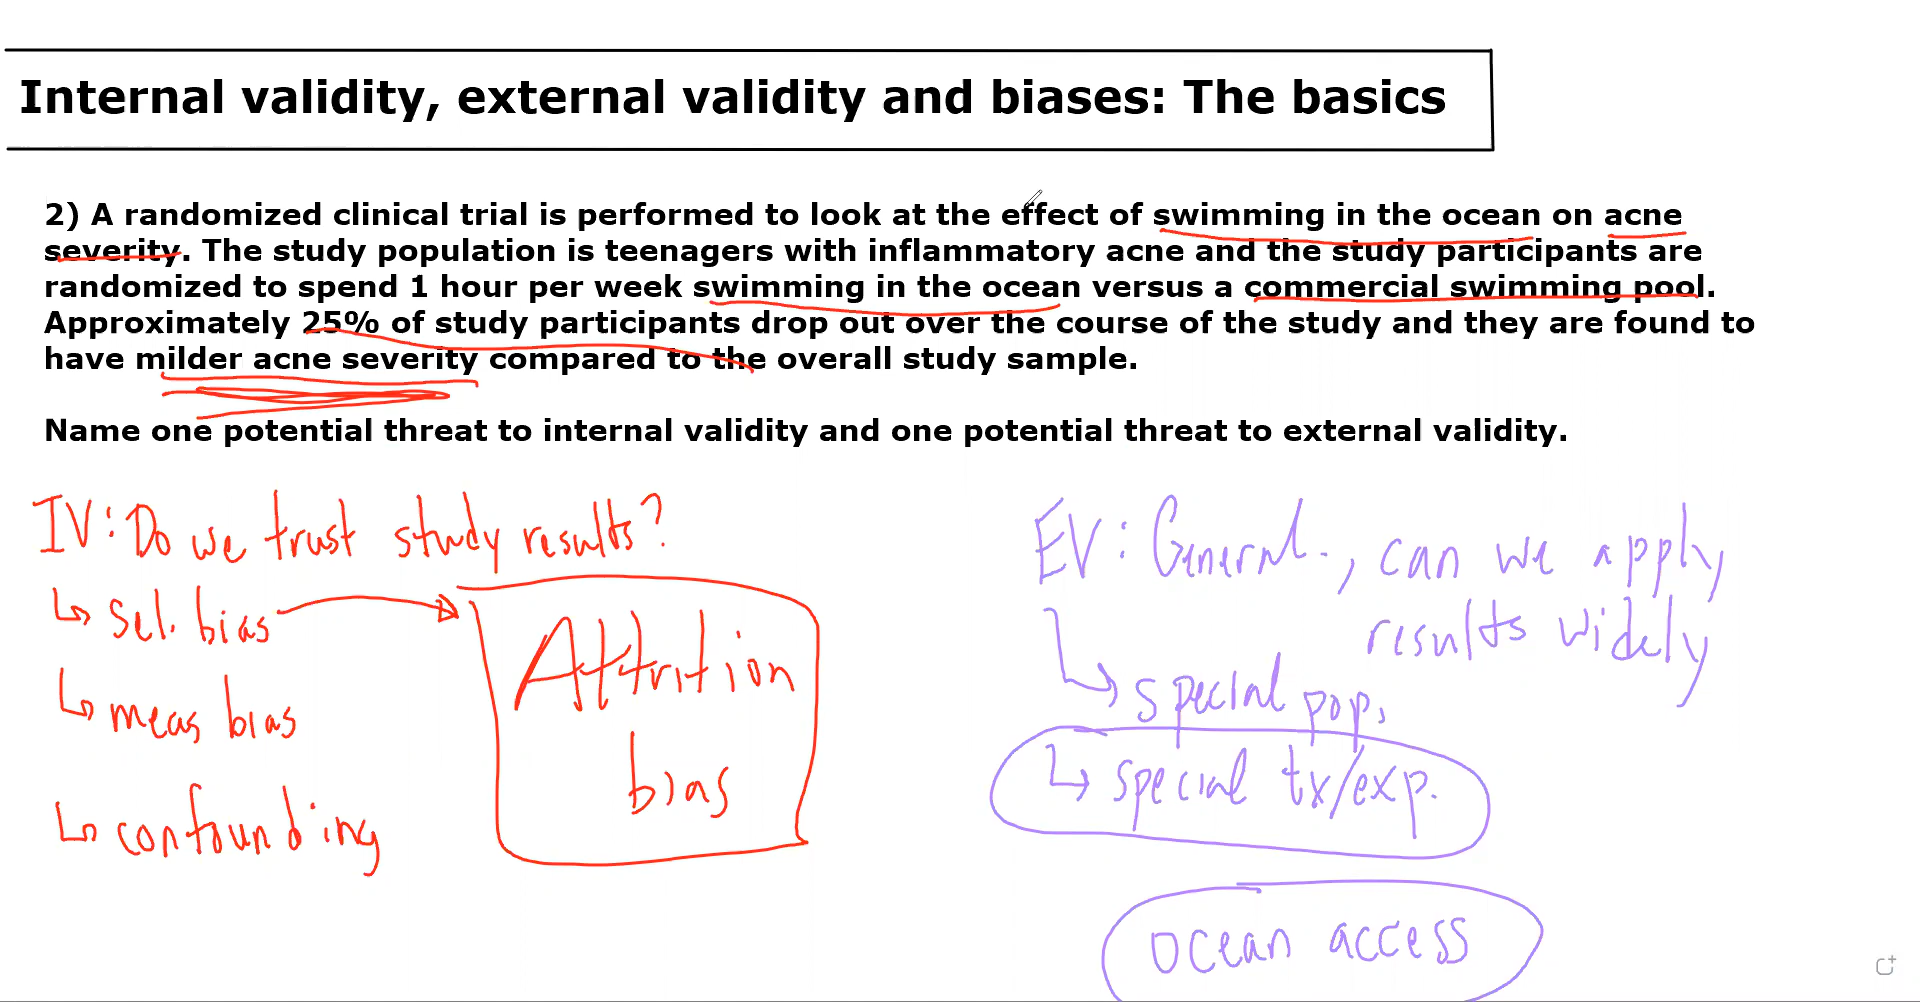 Internal validity, external validity and biases: The basics
2) A randomized clinical trial is performed to look at the effect of swimming in the ocean on acne
severity. The study population is teenagers with inflammatory acne and the study participants are
randomized to spend 1 hour per week swimming in the ocean versus a commercial swimming pool.
Approximately 25% of study participants drop out over the course of the study and they are found to
have milder acne severity compared to the overall study sample.
Name one potential threat to internal validity and one potential threat to external validity.
IV: Do we trust study results?
↳ Sel. bias
↳ meas bias
↳ confounding
Attrition
bias
EV: General., can we apply
results widely
↳ special pop.
↳ special tx/exp.
ocean access